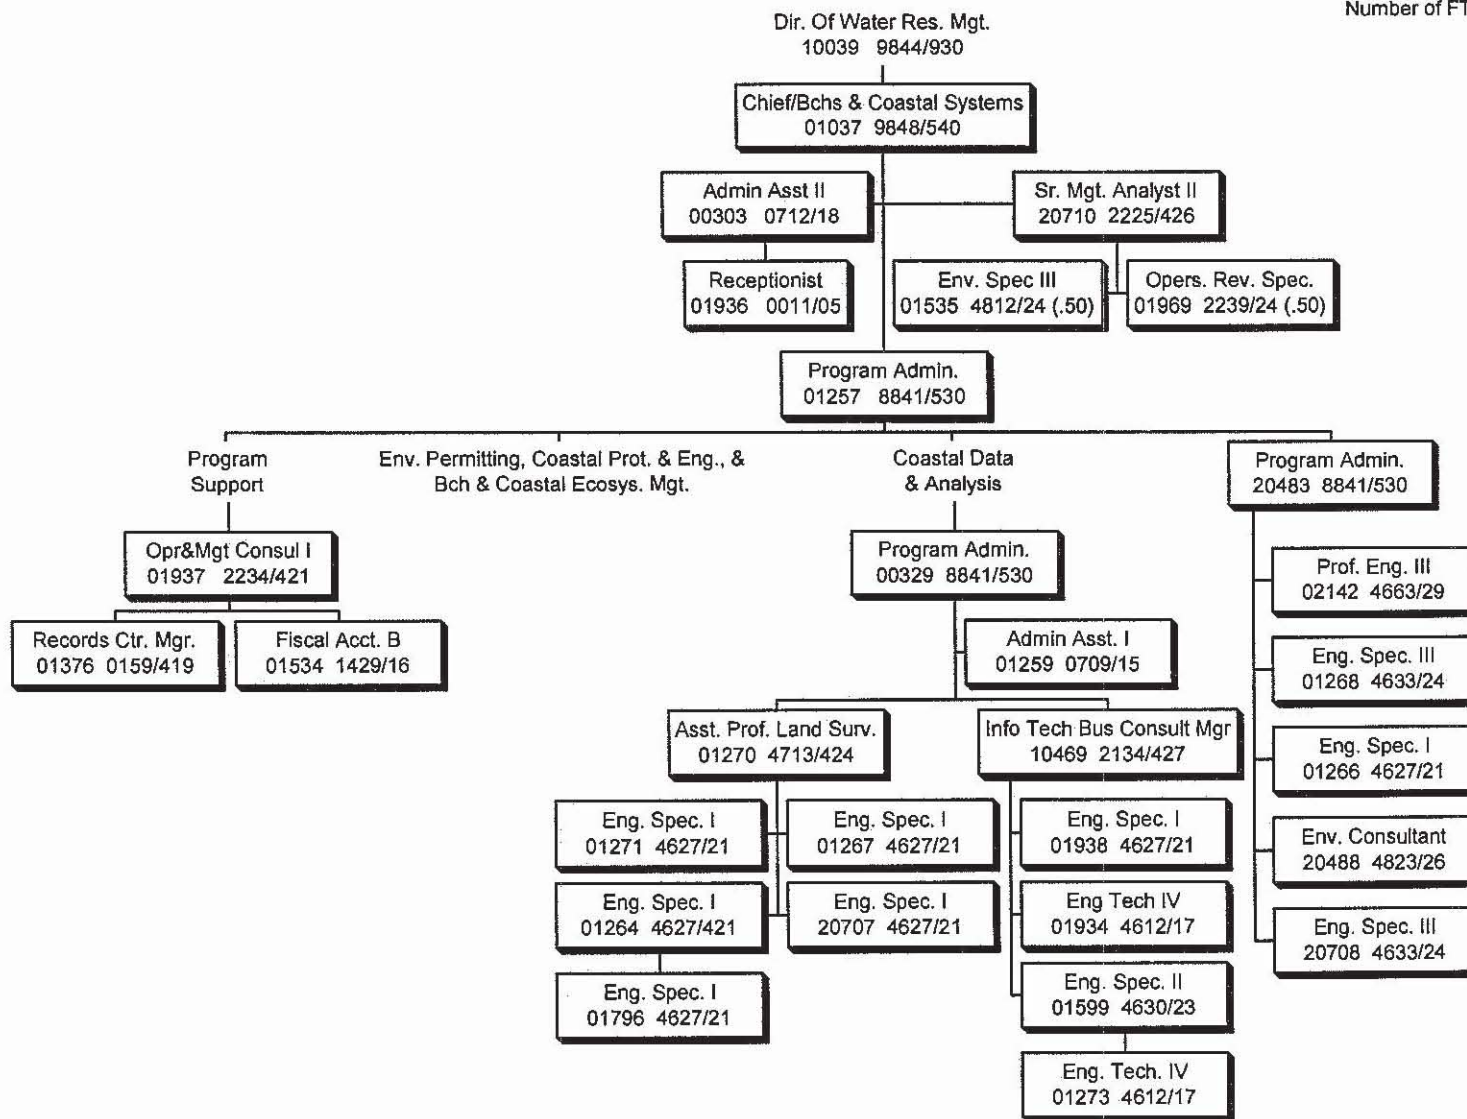 Number of FT
Dir. Of Water Res. Mgt.
10039 9844/930
Chief/Bchs & Coastal Systems
01037 9848/540
Admin Asst II
00303 0712/18
Sr. Mgt. Analyst II
20710 2225/426
Receptionist
01936 0011/05
Env. Spec III
01535 4812/24 (.50)
Opers. Rev. Spec.
01969 2239/24 (.50)
Program Admin.
01257 8841/530
Program
Support
Env. Permitting, Coastal Prot. & Eng., &
Bch & Coastal Ecosys. Mgt.
Coastal Data
& Analysis
Program Admin.
20483 8841/530
Opr&Mgt Consul I
01937 2234/421
Records Ctr. Mgr.
01376 0159/419
Fiscal Acct. B
01534 1429/16
Program Admin.
00329 8841/530
Admin Asst. I
01259 0709/15
Asst. Prof. Land Surv.
01270 4713/424
Info Tech Bus Consult Mgr
10469 2134/427
Eng. Spec. I
01271 4627/21
Eng. Spec. I
01267 4627/21
Eng. Spec. I
01264 4627/421
Eng. Spec. I
20707 4627/21
Eng. Spec. I
01796 4627/21
Eng. Spec. I
01938 4627/21
Eng Tech IV
01934 4612/17
Eng. Spec. II
01599 4630/23
Eng. Tech. IV
01273 4612/17
Prof. Eng. III
02142 4663/29
Eng. Spec. III
01268 4633/24
Eng. Spec. I
01266 4627/21
Env. Consultant
20488 4823/26
Eng. Spec. III
20708 4633/24